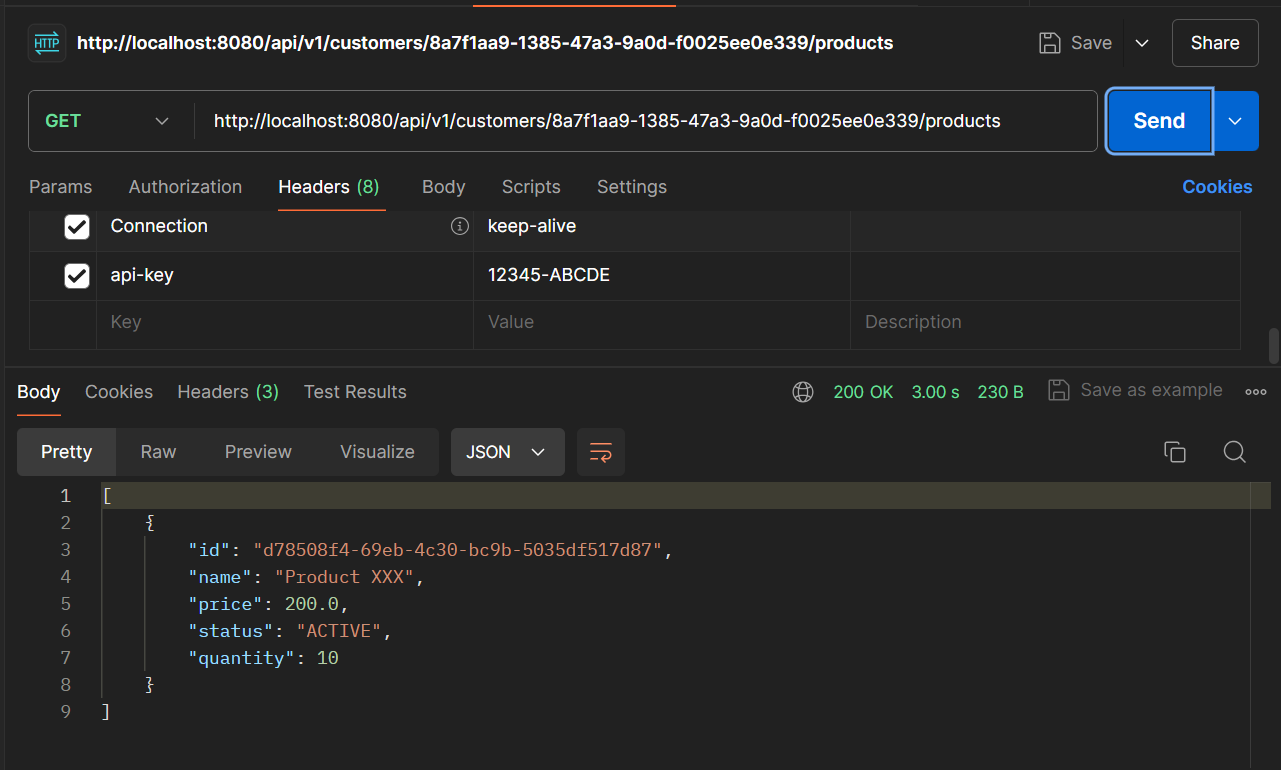 HTTP http://localhost:8080/api/v1/customers/8a7f1aa9-1385-47a3-9a0d-f0025ee0e339/products Save Share
GET http://localhost:8080/api/v1/customers/8a7f1aa9-1385-47a3-9a0d-f0025ee0e339/products Send
Params Authorization Headers (8) Body Scripts Settings Cookies
Connection keep-alive
api-key 12345-ABCDE
Key Value Description
Body Cookies Headers (3) Test Results 200 OK 3.00 s 230 B Save as example
Pretty Raw Preview Visualize JSON
1 [
2 {
3 "id": "d78508f4-69eb-4c30-bc9b-5035df517d87",
4 "name": "Product XXX",
5 "price": 200.0,
6 "status": "ACTIVE",
7 "quantity": 10
8 }
9 ]